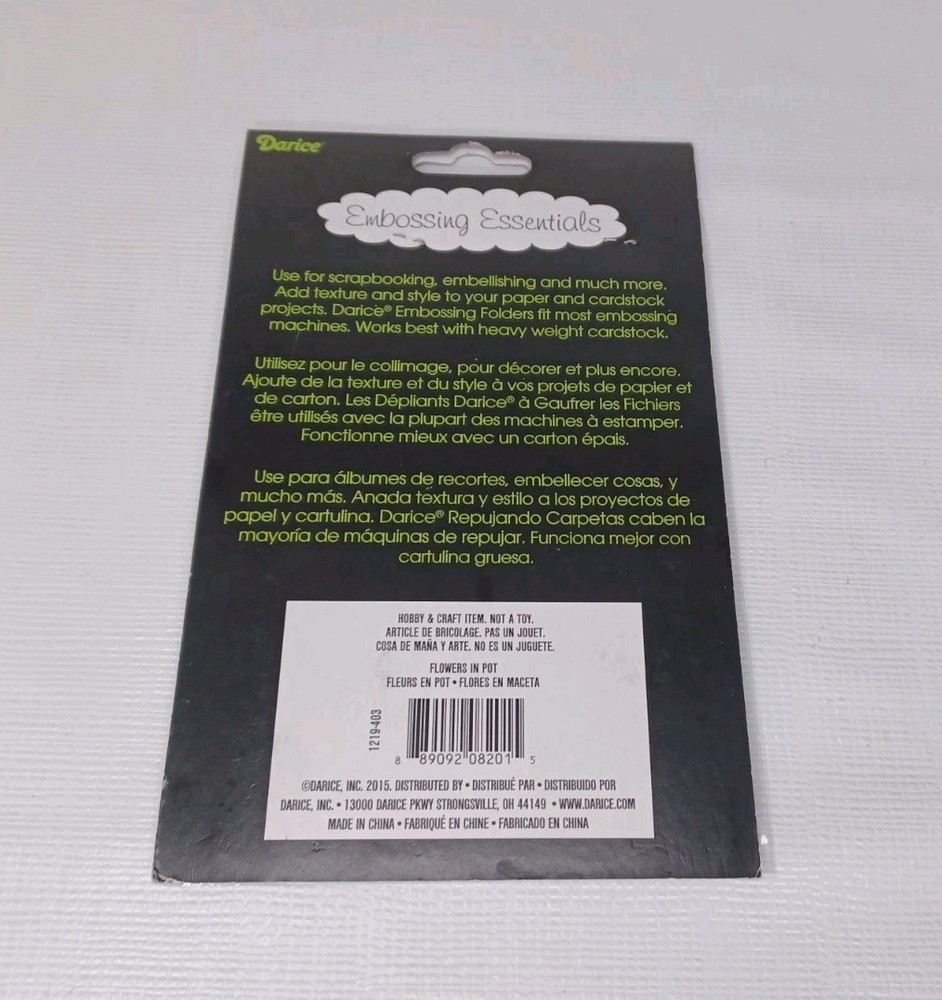 Darice
Embossing Essentials
Use for scrapbooking, embellishing and much more.
Add texture and style to your paper and cardstock
projects. Darice® Embossing Folders fit most embossing
machines. Works best with heavy weight cardstock.
Utilisez pour le collimage, pour décorer et plus encore.
Ajoute de la texture et du style à vos projets de papier et
de carton. Les Dépliants Darice® à Gaufrer les Fichiers
être utilisés avec la plupart des machines à estamper.
Fonctionne mieux avec un carton épais.
Use para álbumes de recortes, embellecer cosas, y
mucho más. Anada textura y estilo a los proyectos de
papel y cartulina. Darice® Repujando Carpetas caben la
mayoría de máquinas de repujar. Funciona mejor con
cartulina gruesa.
HOBBY & CRAFT ITEM. NOT A TOY.
ARTICLE DE BRICOLAGE. PAS UN JOUET.
COSA DE MAÑA Y ARTE. NO ES UN JUGUETE.
FLOWERS IN POT
FLEURS EN POT • FLORES EN MACETA
1219-403
8 89092 08201 5
©DARICE, INC. 2015. DISTRIBUTED BY • DISTRIBUÉ PAR • DISTRIBUIDO POR
DARICE, INC. • 13000 DARICE PKWY STRONGSVILLE, OH 44149 • WWW.DARICE.COM
MADE IN CHINA • FABRIQUÉ EN CHINE • FABRICADO EN CHINA